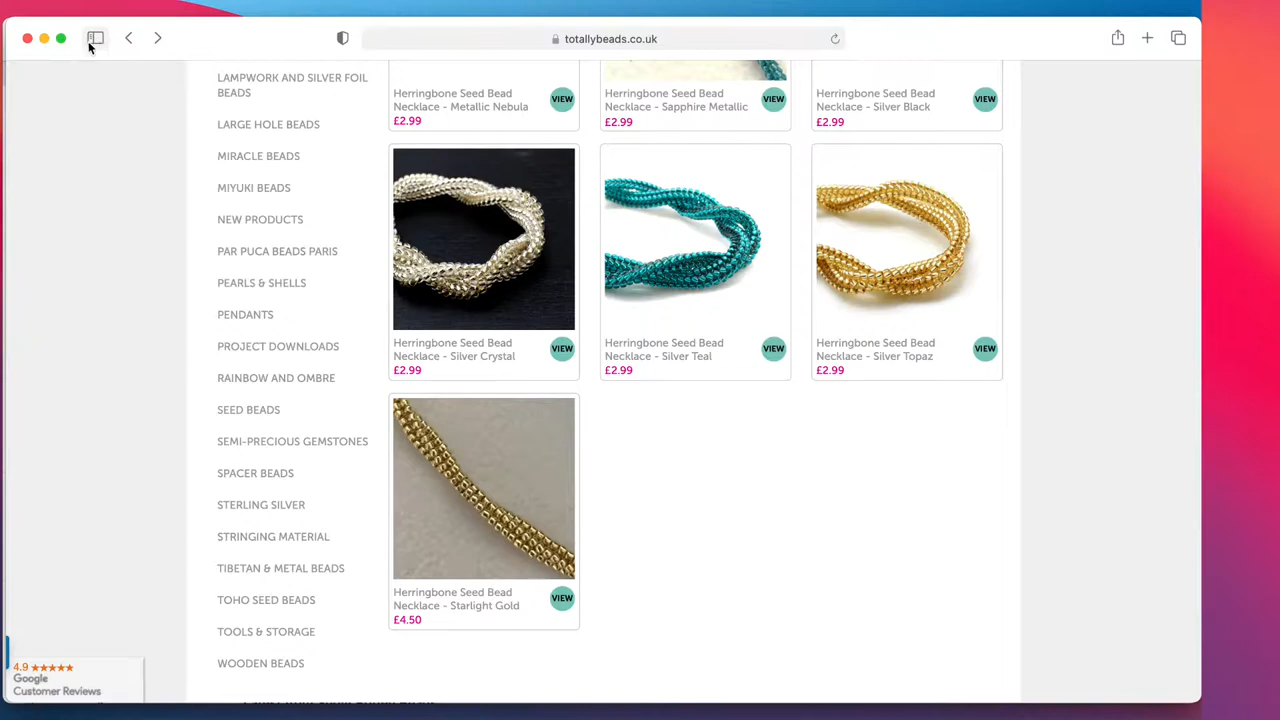 totallybeads.co.uk
LAMPWORK AND SILVER FOIL
BEADS
LARGE HOLE BEADS
MIRACLE BEADS
MIYUKI BEADS
NEW PRODUCTS
PAR PUCA BEADS PARIS
PEARLS & SHELLS
PENDANTS
PROJECT DOWNLOADS
RAINBOW AND OMBRE
SEED BEADS
SEMI-PRECIOUS GEMSTONES
SPACER BEADS
STERLING SILVER
STRINGING MATERIAL
TIBETAN & METAL BEADS
TOHO SEED BEADS
TOOLS & STORAGE
WOODEN BEADS
Herringbone Seed Bead
Necklace - Metallic Nebula
£2.99
VIEW
Herringbone Seed Bead
Necklace - Sapphire Metallic
£2.99
VIEW
Herringbone Seed Bead
Necklace - Silver Black
£2.99
VIEW
Herringbone Seed Bead
Necklace - Silver Crystal
£2.99
VIEW
Herringbone Seed Bead
Necklace - Silver Teal
£2.99
VIEW
Herringbone Seed Bead
Necklace - Silver Topaz
£2.99
VIEW
Herringbone Seed Bead
Necklace - Starlight Gold
£4.50
VIEW
4.9 ★★★★★
Google
Customer Reviews